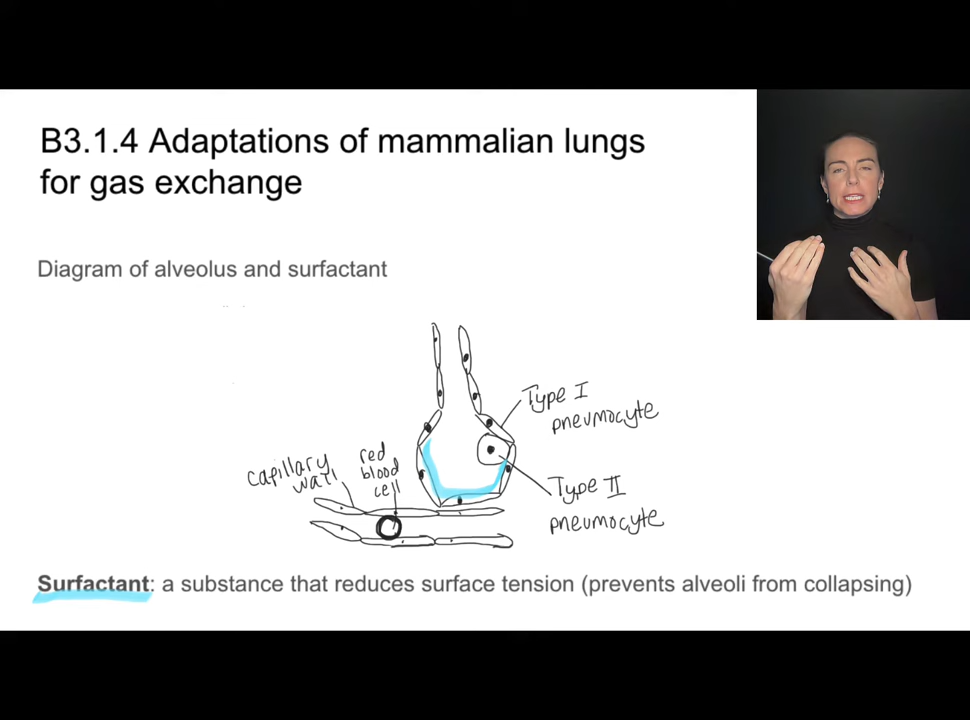 B3.1.4 Adaptations of mammalian lungs
for gas exchange
Diagram of alveolus and surfactant
Type I
pneumocyte
capillary
wall
red
blood
cell
Type II
pneumocyte
Surfactant: a substance that reduces surface tension (prevents alveoli from collapsing)